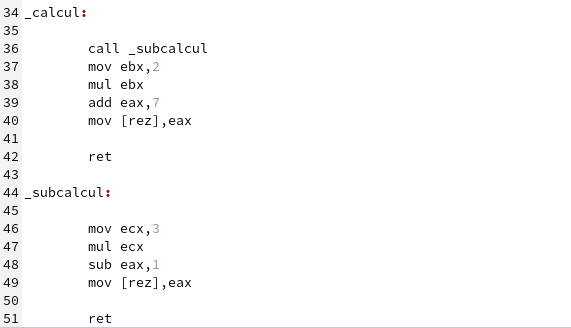 34 _calcul:
35
36 call _subcalcul
37 mov ebx,2
38 mul ebx
39 add eax,7
40 mov [rez],eax
41
42 ret
43
44 _subcalcul:
45
46 mov ecx,3
47 mul ecx
48 sub eax,1
49 mov [rez],eax
50
51 ret